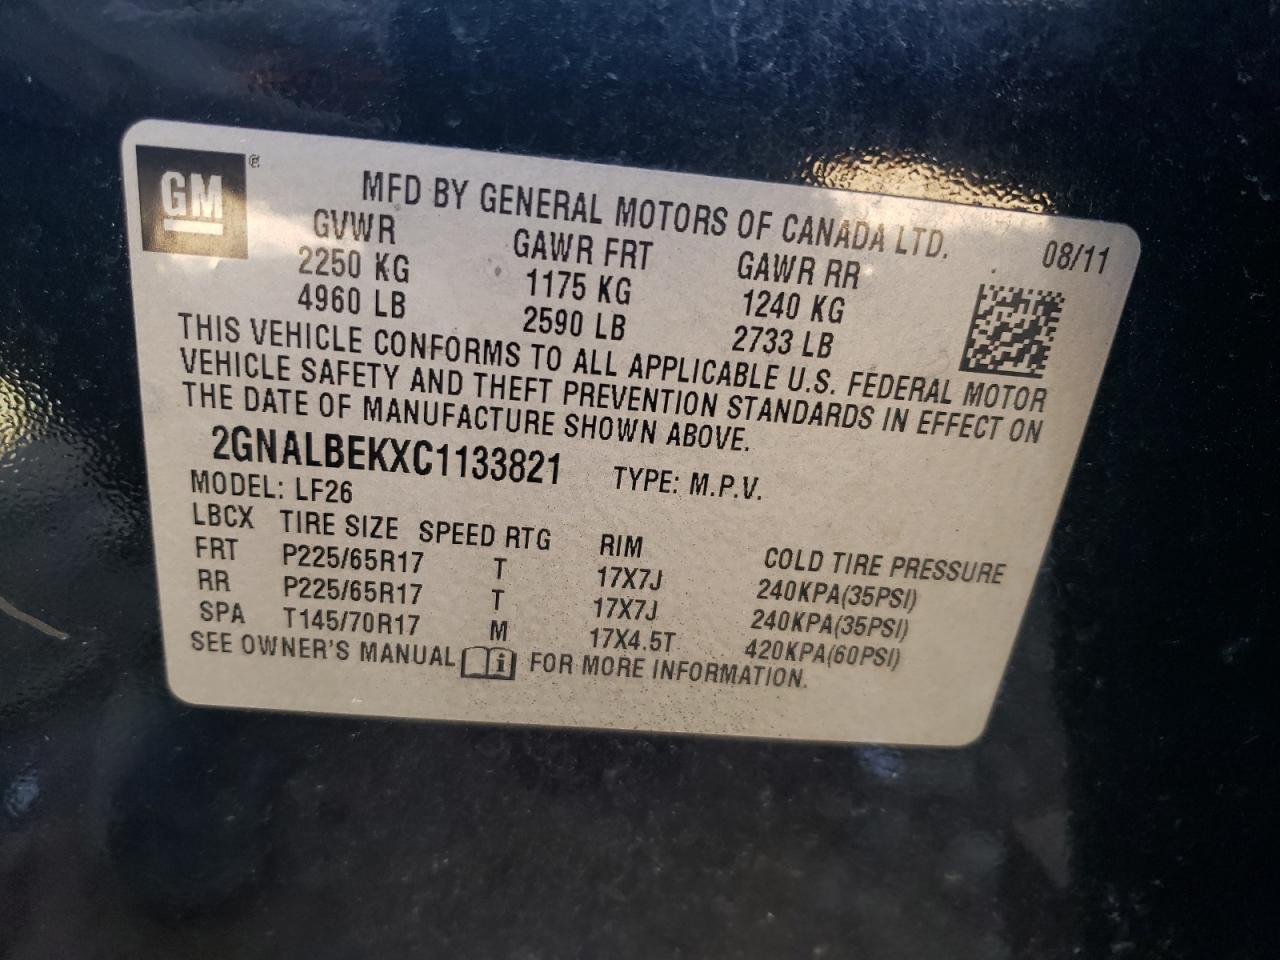 GM ®
MFD BY GENERAL MOTORS OF CANADA LTD. 08/11
GVWR GAWR FRT GAWR RR
2250 KG 1175 KG 1240 KG
4960 LB 2590 LB 2733 LB
THIS VEHICLE CONFORMS TO ALL APPLICABLE U.S. FEDERAL MOTOR
VEHICLE SAFETY AND THEFT PREVENTION STANDARDS IN EFFECT ON
THE DATE OF MANUFACTURE SHOWN ABOVE.
2GNALBEKXC1133821 TYPE: M.P.V.
MODEL: LF26
LBCX TIRE SIZE SPEED RTG RIM COLD TIRE PRESSURE
FRT P225/65R17 T 17X7J 240KPA(35PSI)
RR P225/65R17 T 17X7J 240KPA(35PSI)
SPA T145/70R17 M 17X4.5T 420KPA(60PSI)
SEE OWNER'S MANUAL i FOR MORE INFORMATION.